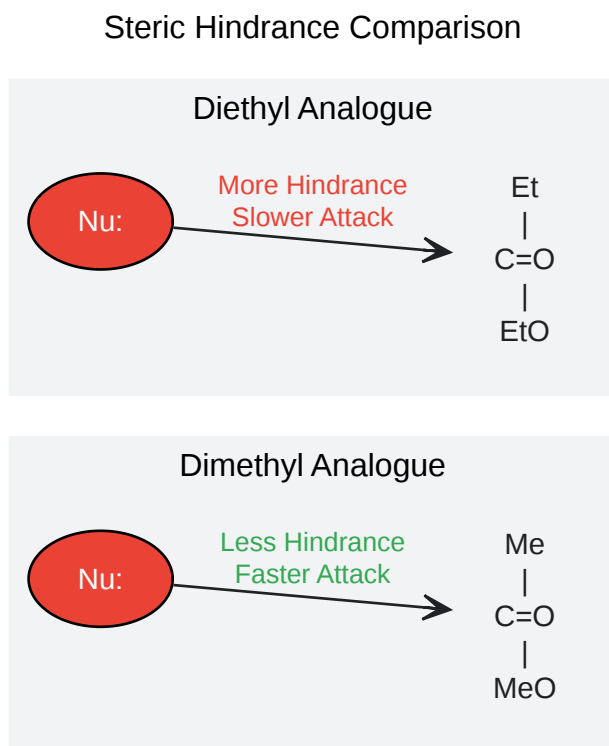 Steric Hindrance Comparison
Diethyl Analogue
Nu:
More Hindrance
Slower Attack
Et
|
C=O
|
EtO
Dimethyl Analogue
Nu:
Less Hindrance
Faster Attack
Me
|
C=O
|
MeO